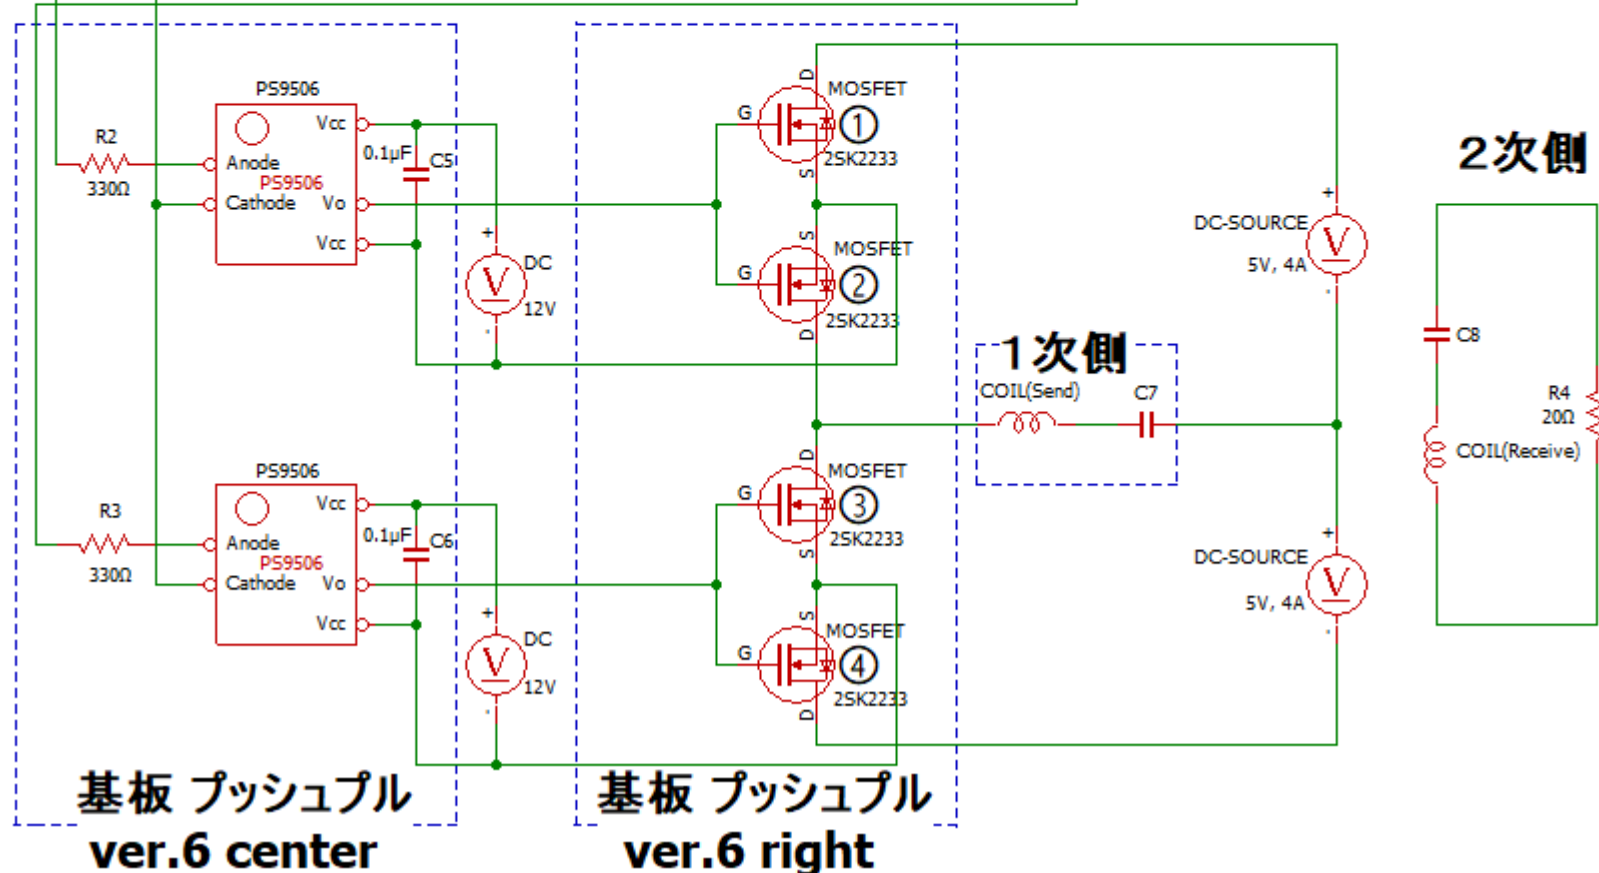 PS9506
Vcc
R2
330Ω
Anode
PS9506
Cathode
Vo
Vcc
0.1µF
C5
+
DC
12V
-
D
MOSFET
G
①
2SK2233
S
S
MOSFET
G
②
2SK2233
D
+
DC-SOURCE
V
5V, 4A
-
2次側
C8
R4
20Ω
COIL(Receive)
1次側
COIL(Send)
C7
PS9506
Vcc
R3
330Ω
Anode
PS9506
Cathode
Vo
Vcc
0.1µF
C6
+
DC
V
12V
-
D
MOSFET
G
③
2SK2233
S
S
MOSFET
G
④
2SK2233
D
+
DC-SOURCE
V
5V, 4A
-
V
基板 プッシュプル
ver.6 center
基板 プッシュプル
ver.6 right